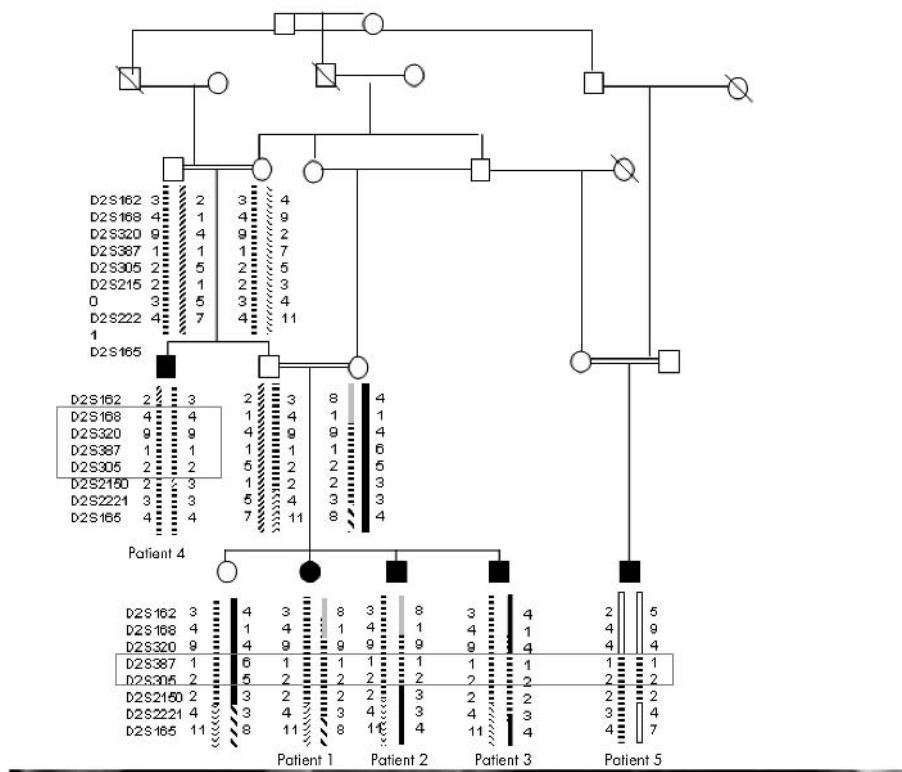 D2S162 3 2 3 4
D2S168 4 1 4 9
D2S320 9 4 9 2
D2S387 1 1 1 7
D2S305 2 5 2 5
D2S215 2 1 2 3
0 3 5 3 4
D2S222 4 7 4 11
1
D2S165
D2S162 2 3 2 3 8 4
D2S168 4 4 1 4 1 1
D2S320 9 9 4 9 9 4
D2S387 1 1 1 1 1 6
D2S305 2 2 5 2 2 5
D2S2150 2 3 1 2 2 3
D2S2221 3 3 5 4 3 3
D2S165 4 4 7 11 8 4
Patient 4
D2S162 3 4 3 8 3 8 3 4 2 5
D2S168 4 1 4 1 4 1 4 1 4 9
D2S320 9 4 9 9 9 9 9 4 4 4
D2S387 1 6 1 1 1 1 1 1 1 1
D2S305 2 5 2 2 2 2 2 2 2 2
D2S2150 2 3 2 2 2 3 2 2 2 2
D2S2221 4 3 4 3 4 3 4 3 3 4
D2S165 11 8 11 8 11 4 11 4 4 7
Patient 1 Patient 2 Patient 3 Patient 5